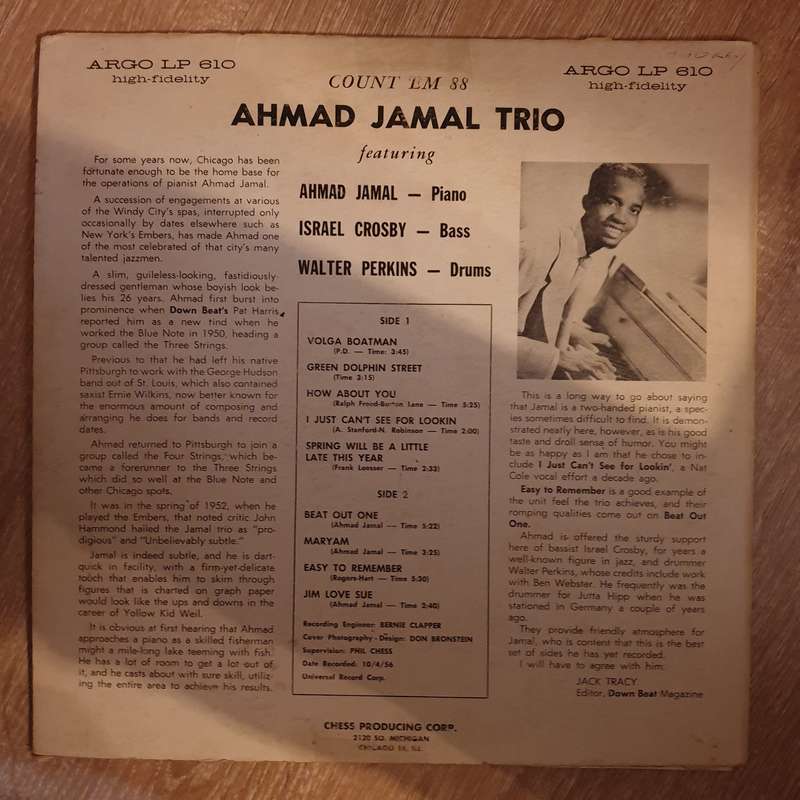 ARGO LP 610
high-fidelity
COUNT 'EM 88
ARGO LP 610
high-fidelity
AHMAD JAMAL TRIO
featuring
AHMAD JAMAL — Piano
ISRAEL CROSBY — Bass
WALTER PERKINS — Drums
For some years now, Chicago has been
fortunate enough to be the home base for
the operations of pianist Ahmad Jamal.
A succession of engagements at various
of the Windy City's spas, interrupted only
occasionally by dates elsewhere such as
New York's Embers, has made Ahmad one
of the most celebrated of that city's many
talented jazzmen.
A slim, guileless-looking, fastidiously-
dressed gentleman whose boyish look be-
lies his 26 years. Ahmad first burst into
prominence when Down Beat's Pat Harris
reported him as a new find when he
worked the Blue Note in 1950, heading a
group called the Three Strings.
Previous to that he had left his native
Pittsburgh to work with the George Hudson
band out of St. Louis, which also contained
saxist Ernie Wilkins, now better known for
the enormous amount of composing and
arranging he does for bands and record
dates.
Ahmad returned to Pittsburgh to join a
group called the Four Strings, which be-
came a forerunner to the Three Strings
which did so well at the Blue Note and
other Chicago spots.
It was in the spring of 1952, when he
played the Embers, that noted critic John
Hammond hailed the Jamal trio as "pro-
digious" and "Unbelievably subtle."
Jamal is indeed subtle, and he is dart-
quick in facility, with a firm-yet-delicate
touch that enables him to skim through
figures that is charted on graph paper
would look like the ups and downs in the
career of Yellow Kid Weil.
It is obvious at first hearing that Ahmad
approaches a piano as a skilled fisherman
might a mile-long lake teeming with fish.
He has a lot of room to get a lot out of
it, and he casts about with sure skill, utiliz-
ing the entire area to achieve his results.
SIDE 1
VOLGA BOATMAN
(P.D. — Time: 3:45)
GREEN DOLPHIN STREET
(Time 3:15)
HOW ABOUT YOU
(Ralph Freed-Burton Lane — Time 5:25)
I JUST CAN'T SEE FOR LOOKIN
(A. Stanford-N. Robinson — Time 2:00)
SPRING WILL BE A LITTLE
LATE THIS YEAR
(Frank Loesser — Time 2:33)
SIDE 2
BEAT OUT ONE
(Ahmad Jamal — Time 5:22)
MARYAM
(Ahmad Jamal — Time 3:25)
EASY TO REMEMBER
(Rogers-Hart — Time 5:30)
JIM LOVE SUE
(Ahmad Jamal — Time 2:40)
Recording Engineer: BERNIE CLAPPER
Cover Photography - Design: DON BRONSTEIN
Supervision: PHIL CHESS
Date Recorded: 10/4/56
Universal Record Corp.
This is a long way to go about saying
that Jamal is a two-handed pianist, a spec-
ies sometimes difficult to find. It is demon-
strated neatly here, however, as is his good
taste and droll sense of humor. You might
be as happy as I am that he chose to in-
clude I Just Can't See for Lookin', a Nat
Cole vocal effort a decade ago.
Easy to Remember is a good example of
the unit feel the trio achieves, and their
romping qualities come out on Beat Out
One.
Ahmad is offered the sturdy support
here of bassist Israel Crosby, for years a
well-known figure in jazz, and drummer
Walter Perkins, whose credits include work
with Ben Webster. He frequently was the
drummer for Jutta Hipp when he was
stationed in Germany a couple of years
ago.
They provide friendly atmosphere for
Jamal, who is content that this is the best
set of sides he has yet recorded.
I will have to agree with him.
JACK TRACY
Editor, Down Beat Magazine
CHESS PRODUCING CORP.
2120 SO. MICHIGAN
CHICAGO 16, ILL.